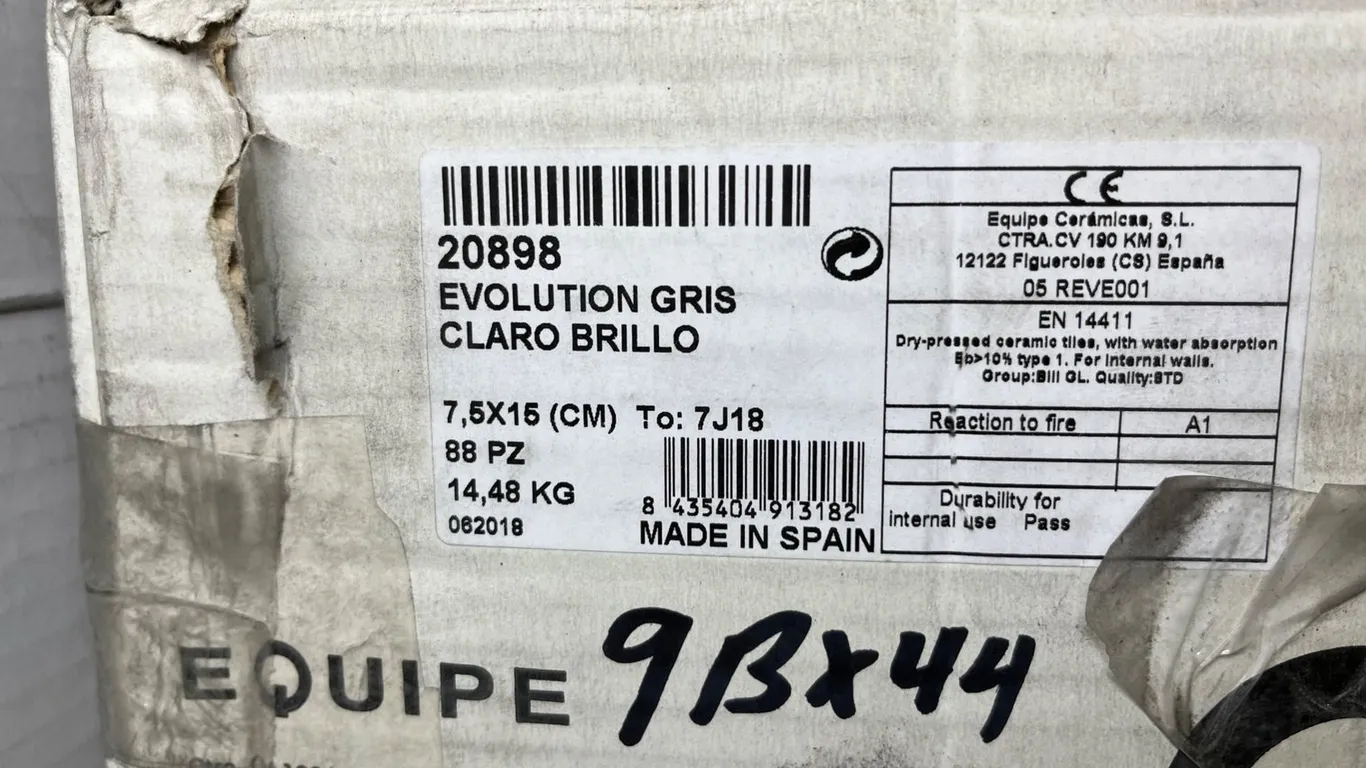 20898
EVOLUTION GRIS
CLARO BRILLO
7,5X15 (CM) To: 7J18
88 PZ
14,48 KG
062018
8 435404 913182
MADE IN SPAIN
CE
Equipe Cerámicas, S.L.
CTRA.CV 190 KM 9,1
12122 Figueroles (CS) España
05 REVE001
EN 14411
Dry-pressed ceramic tiles, with water absorption
Eb>10% type 1. For internal walls.
Group:BIII GL. Quality:STD
Reaction to fire A1
Durability for
internal use Pass
EQUIPE
9Bx44